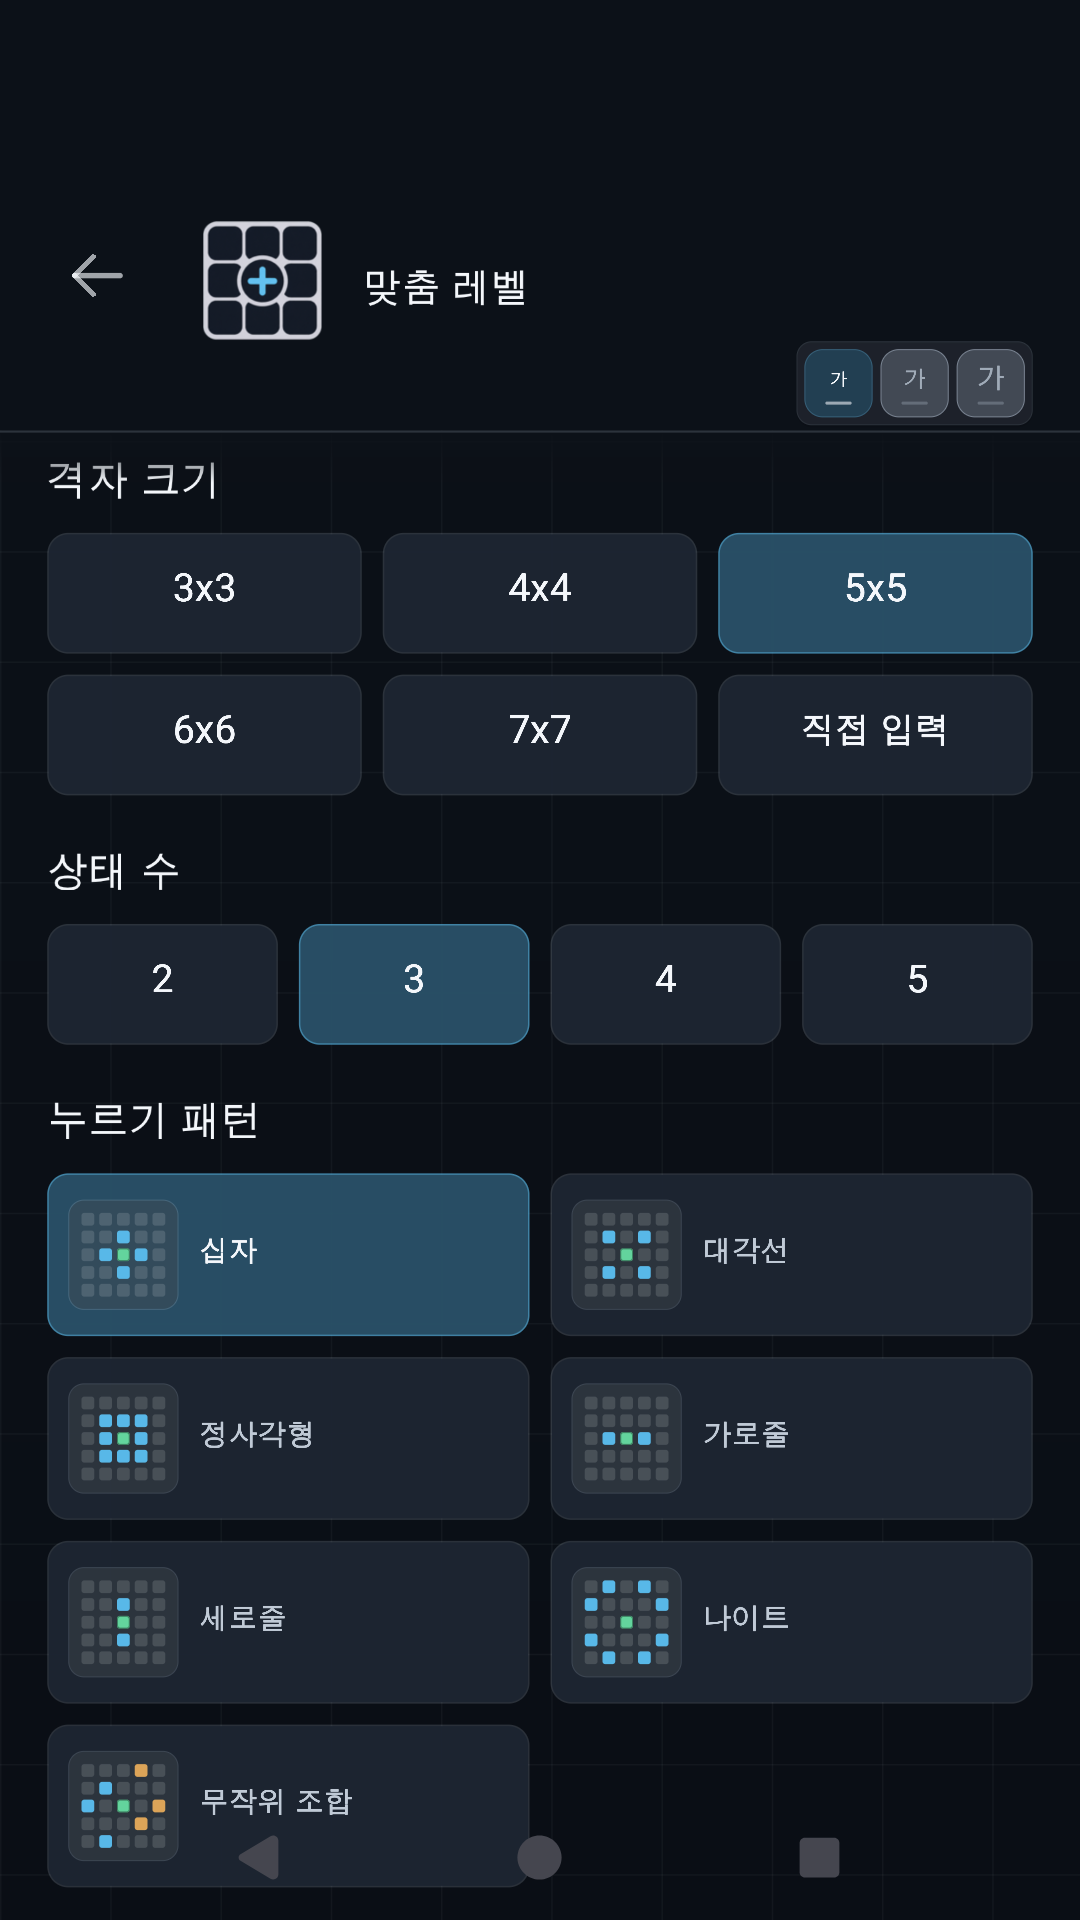 맞춤 레벨
가 가 가
격자 크기
3x3 4x4 5x5
6x6 7x7 직접 입력
상태 수
2 3 4 5
누르기 패턴
십자 대각선
정사각형 가로줄
세로줄 나이트
무작위 조합